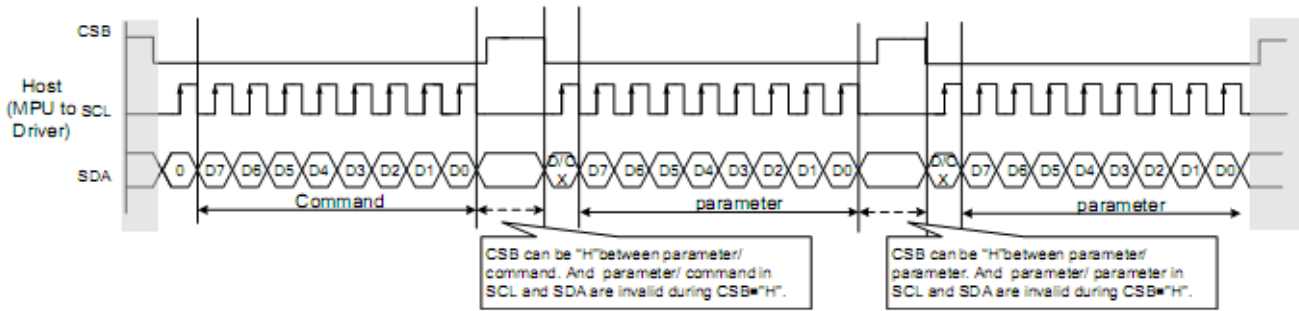 CSB
Host
(MPU to SCL
Driver)
SDA
0 D7 D6 D5 D4 D3 D2 D1 D0 D/C X D7 D6 D5 D4 D3 D2 D1 D0 D/C X D7 D6 D5 D4 D3 D2 D1 D0
Command parameter parameter
CSB can be "H"between parameter/
command. And parameter/ command in
SCL and SDA are invalid during CSB="H".
CSB can be "H"between parameter/
parameter. And parameter/ parameter in
SCL and SDA are invalid during CSB="H".